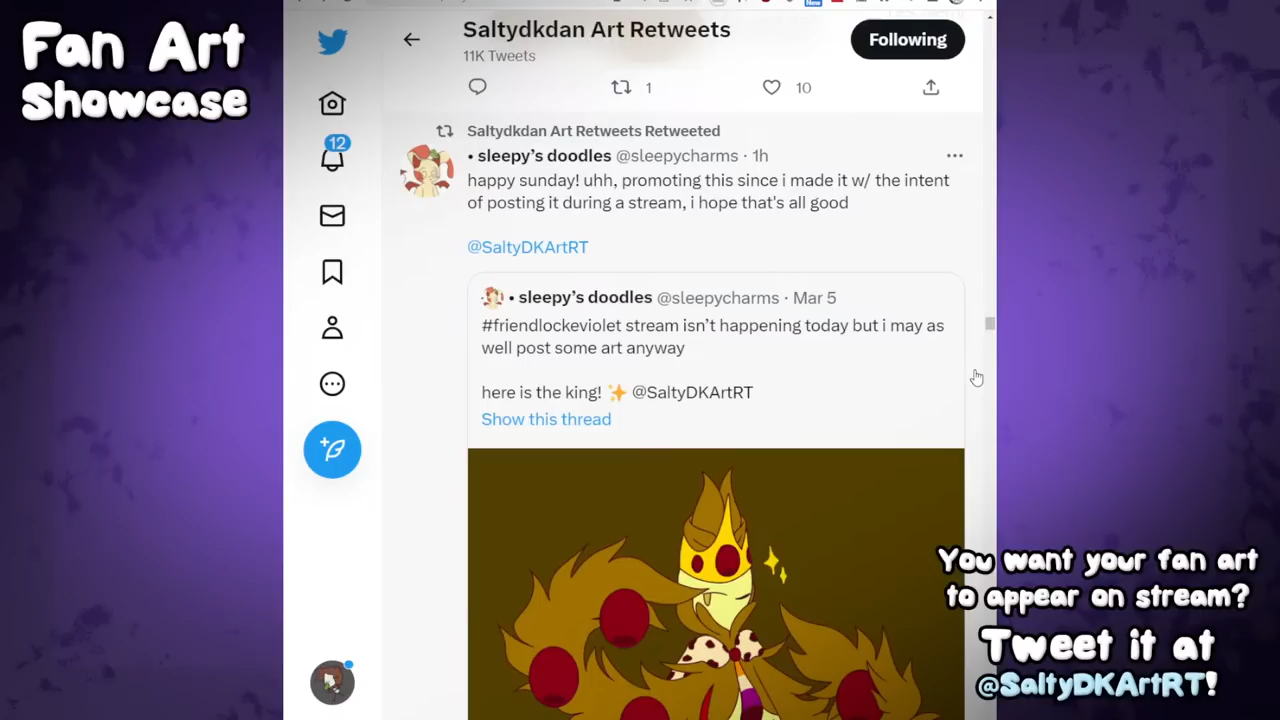 Fan Art
Showcase
Saltydkdan Art Retweets
11K Tweets
Following
1
10
New
12
Saltydkdan Art Retweets Retweeted
• sleepy's doodles @sleepycharms · 1h
happy sunday! uhh, promoting this since i made it w/ the intent
of posting it during a stream, i hope that's all good
@SaltyDKArtRT
• sleepy's doodles @sleepycharms · Mar 5
#friendlockeviolet stream isn't happening today but i may as
well post some art anyway
here is the king! ✨ @SaltyDKArtRT
Show this thread
You want your fan art
to appear on stream?
Tweet it at
@SaltyDKArtRT!